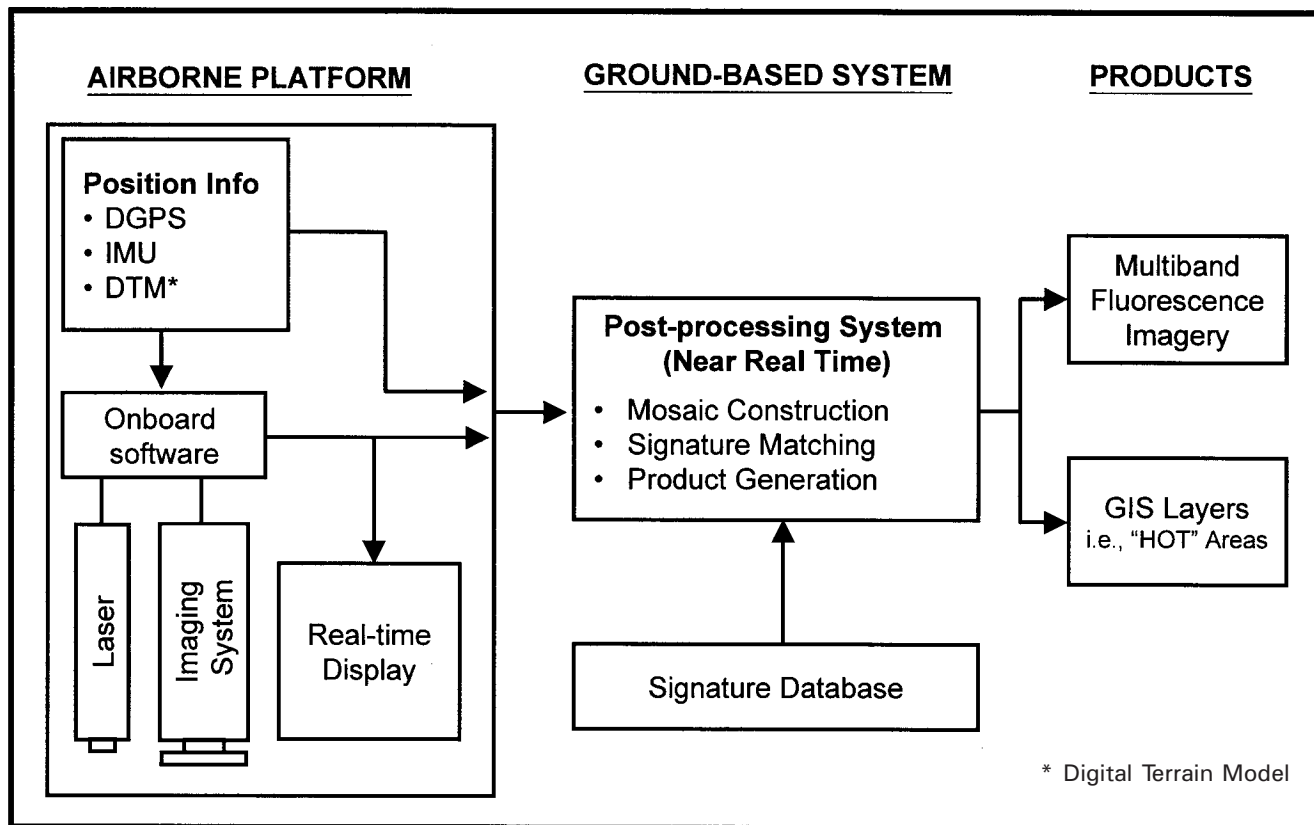 AIRBORNE PLATFORM
GROUND-BASED SYSTEM
PRODUCTS
Position Info
• DGPS
• IMU
• DTM*
Onboard
software
Laser
Imaging
System
Real-time
Display
Post-processing System
(Near Real Time)
• Mosaic Construction
• Signature Matching
• Product Generation
Signature Database
Multiband
Fluorescence
Imagery
GIS Layers
i.e., “HOT” Areas
* Digital Terrain Model